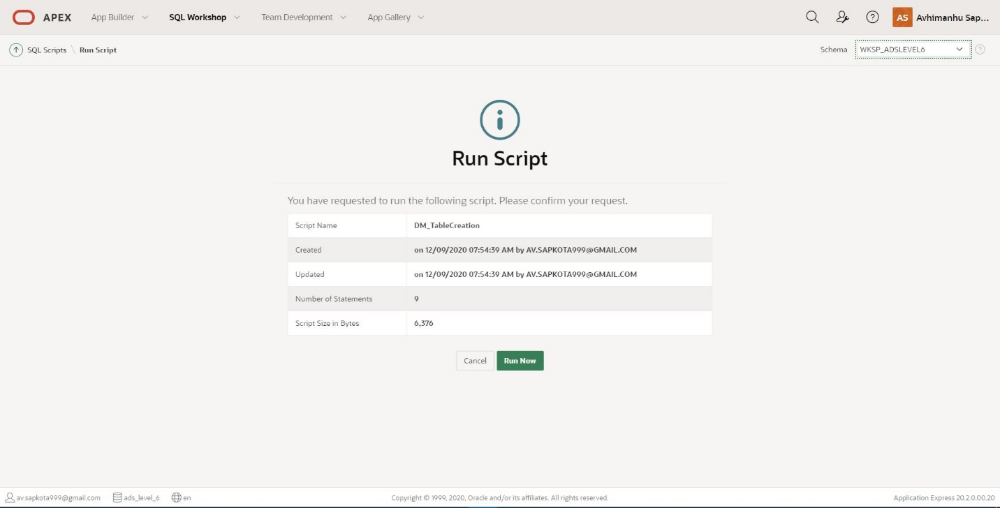 APEX App Builder SQL Workshop Team Development App Gallery AS Avhimanhu Sap...
SQL Scripts \ Run Script Schema WKSP_ADSLEVEL6
Run Script
You have requested to run the following script. Please confirm your request.
Script Name DM_TableCreation
Created on 12/09/2020 07:54:39 AM by AV.SAPKOTA999@GMAIL.COM
Updated on 12/09/2020 07:54:39 AM by AV.SAPKOTA999@GMAIL.COM
Number of Statements 9
Script Size in Bytes 6,376
Cancel Run Now
av.sapkota999@gmail.com ads_level_6 en Copyright © 1999, 2020, Oracle and/or its affiliates. All rights reserved. Application Express 20.2.0.00.20